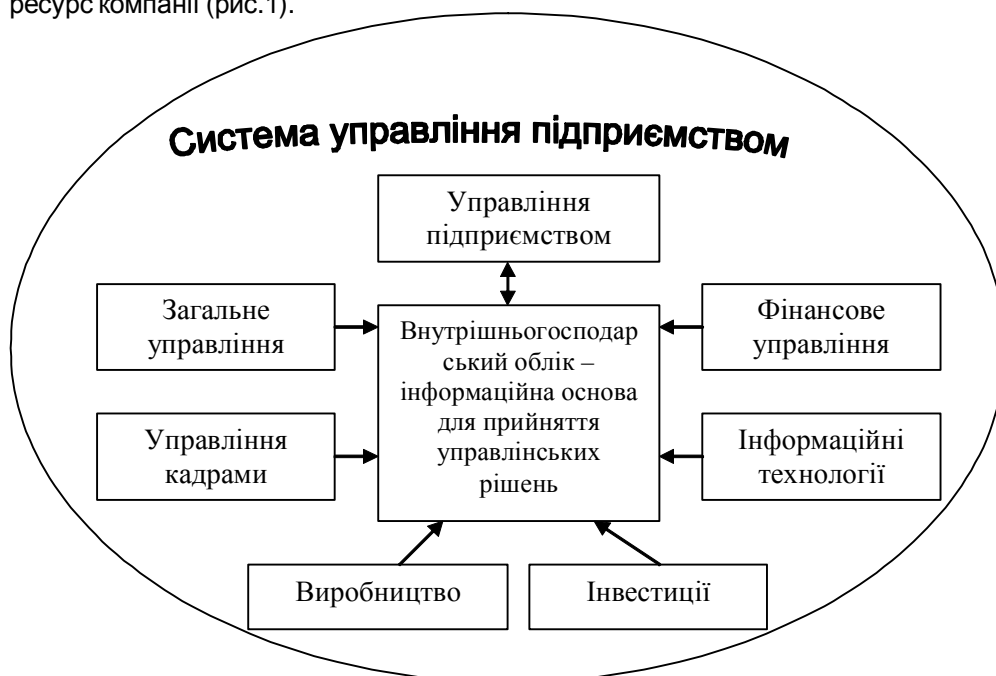 ресурс компанії (рис.1).
Система управління підприємством
Управління
підприємством
Загальне
управління
Внутрішньогосподар
ський облік –
інформаційна основа
для прийняття
управлінських
рішень
Фінансове
управління
Управління
кадрами
Інформаційні
технології
Виробництво
Інвестиції